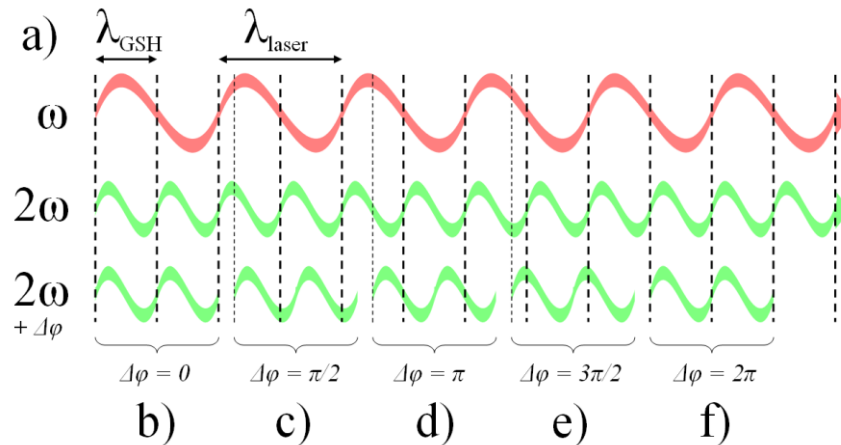 a)
λGSH
λlaser
ω
2ω
2ω
+ Δφ
Δφ = 0
Δφ = π/2
Δφ = π
Δφ = 3π/2
Δφ = 2π
b)
c)
d)
e)
f)